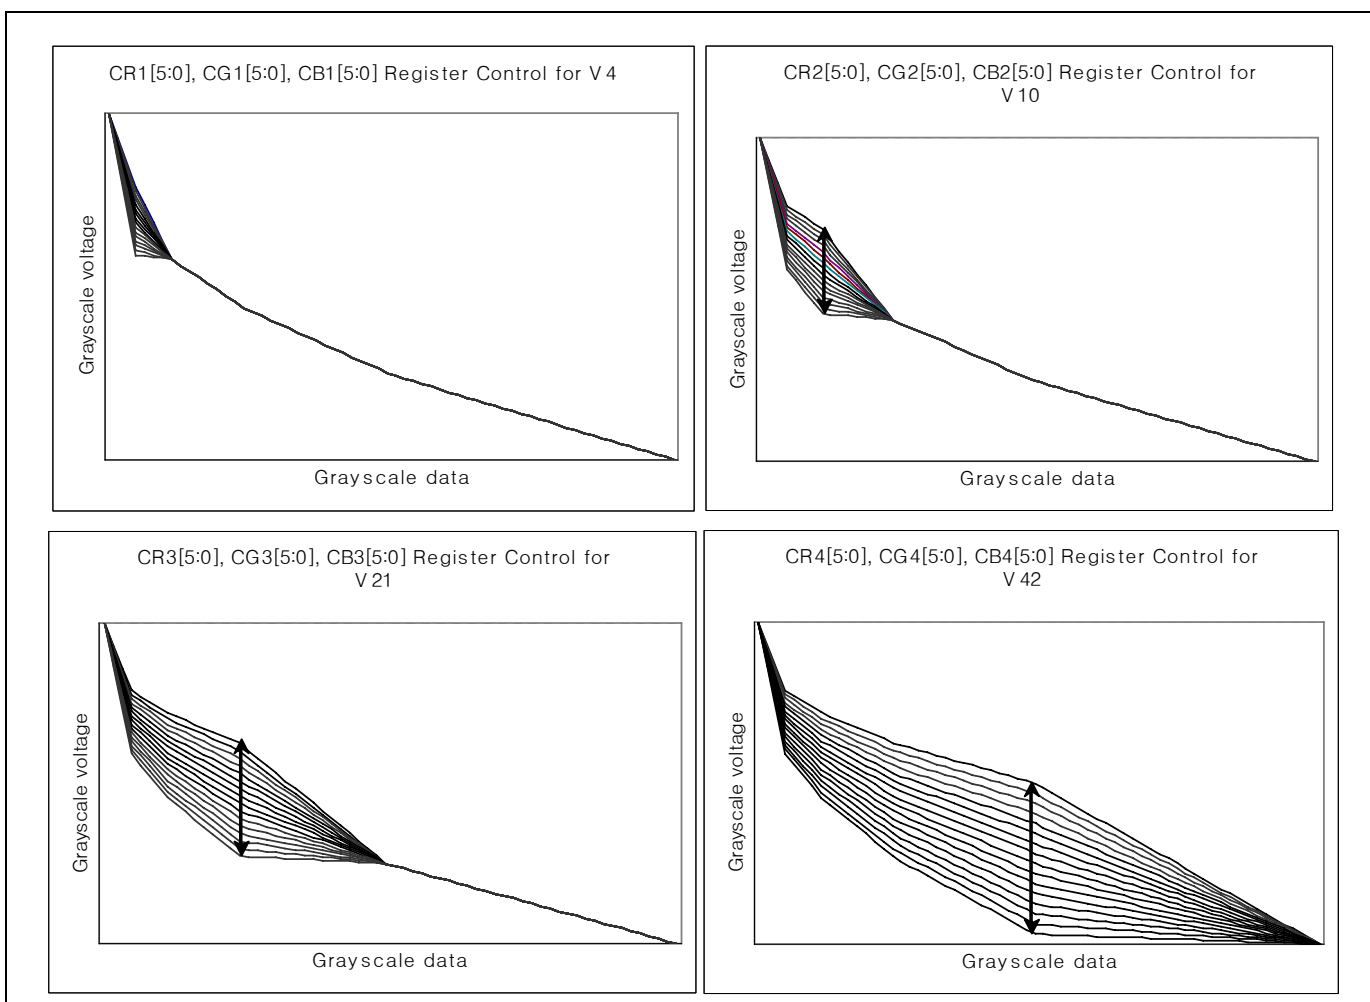 CR1[5:0], CG1[5:0], CB1[5:0] Register Control for V4
Grayscale voltage
Grayscale data
CR2[5:0], CG2[5:0], CB2[5:0] Register Control for
V10
Grayscale voltage
Grayscale data
CR3[5:0], CG3[5:0], CB3[5:0] Register Control for
V21
Grayscale voltage
Grayscale data
CR4[5:0], CG4[5:0], CB4[5:0] Register Control for
V42
Grayscale voltage
Grayscale data